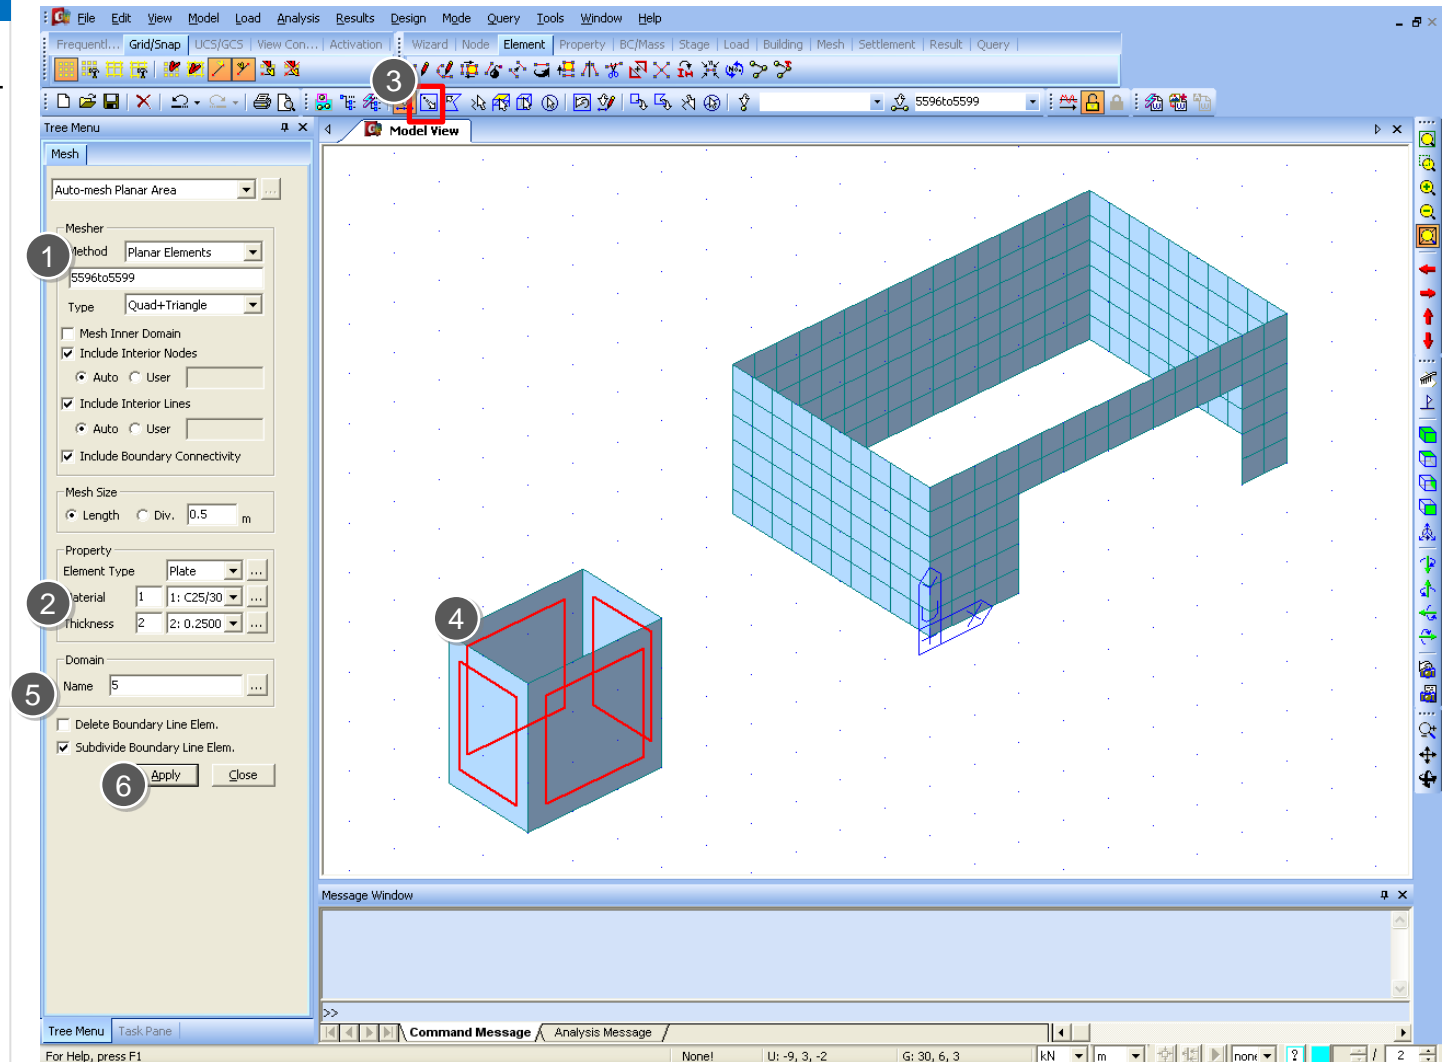 File Edit View Model Load Analysis Results Design Mode Query Tools Window Help
Frequentl... Grid/Snap UCS/GCS View Con... Activation Wizard Node Element Property BC/Mass Stage Load Building Mesh Settlement Result Query
3
5596to5599
Tree Menu
Model View
Mesh
Auto-mesh Planar Area
Mesher
1
Method Planar Elements
5596to5599
Type Quad+Triangle
Mesh Inner Domain
Include Interior Nodes
Auto User
Include Interior Lines
Auto User
Include Boundary Connectivity
Mesh Size
Length Div. 0.5 m
Property
Element Type Plate
2
Material 1 1: C25/30
Thickness 2 2: 0.2500
4
Domain
5
Name 5
Delete Boundary Line Elem.
Subdivide Boundary Line Elem.
6
Apply Close
Message Window
>>
Tree Menu Task Pane
Command Message Analysis Message
For Help, press F1
None!
U: -9, 3, -2
G: 30, 6, 3
kN m
none
? / 2